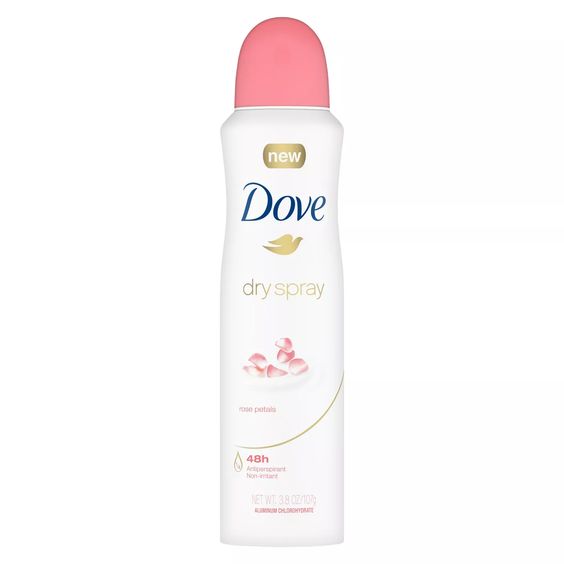 new
Dove
dry spray
rose petals
48h
Antiperspirant
Non-irritant
NET WT. 3.8 OZ/107g
ALUMINUM CHLOROHYDRATE